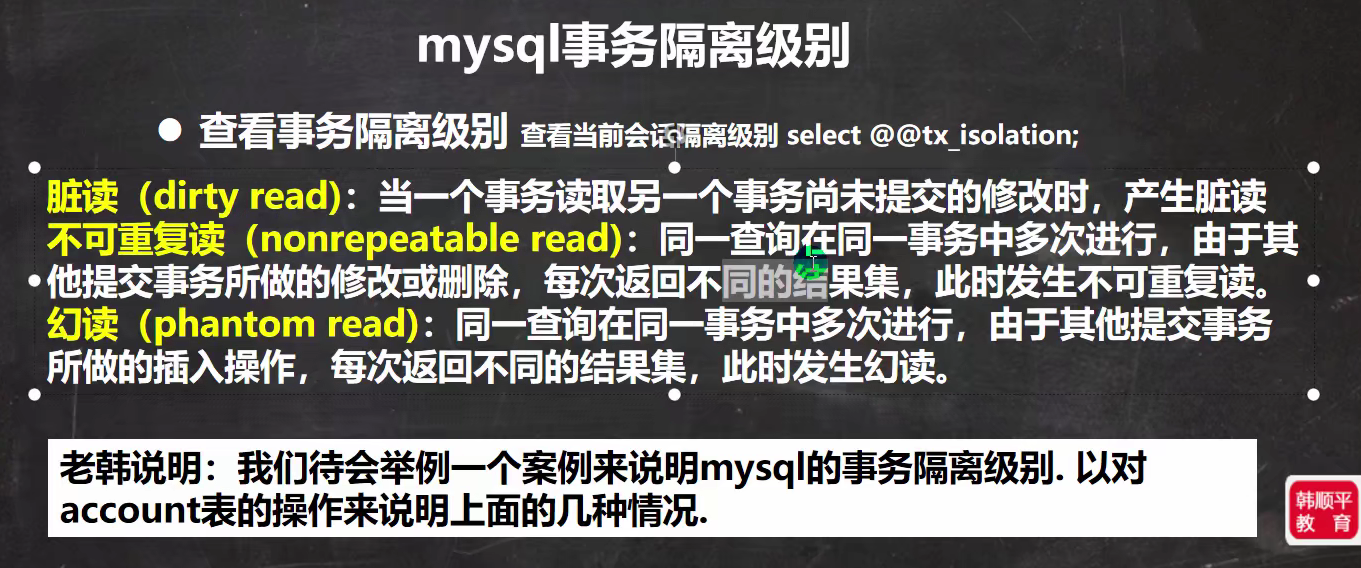 mysql事务隔离级别
● 查看事务隔离级别 查看当前会话隔离级别 select @@tx_isolation;
脏读（dirty read)：当一个事务读取另一个事务尚未提交的修改时，产生脏读
不可重复读（nonrepeatable read)：同一查询在同一事务中多次进行，由于其
他提交事务所做的修改或删除，每次返回不同的结果集，此时发生不可重复读。
幻读（phantom read)：同一查询在同一事务中多次进行，由于其他提交事务
所做的插入操作，每次返回不同的结果集，此时发生幻读。
老韩说明：我们待会举例一个案例来说明mysql的事务隔离级别. 以对
account表的操作来说明上面的几种情况.
韩顺平
教 育